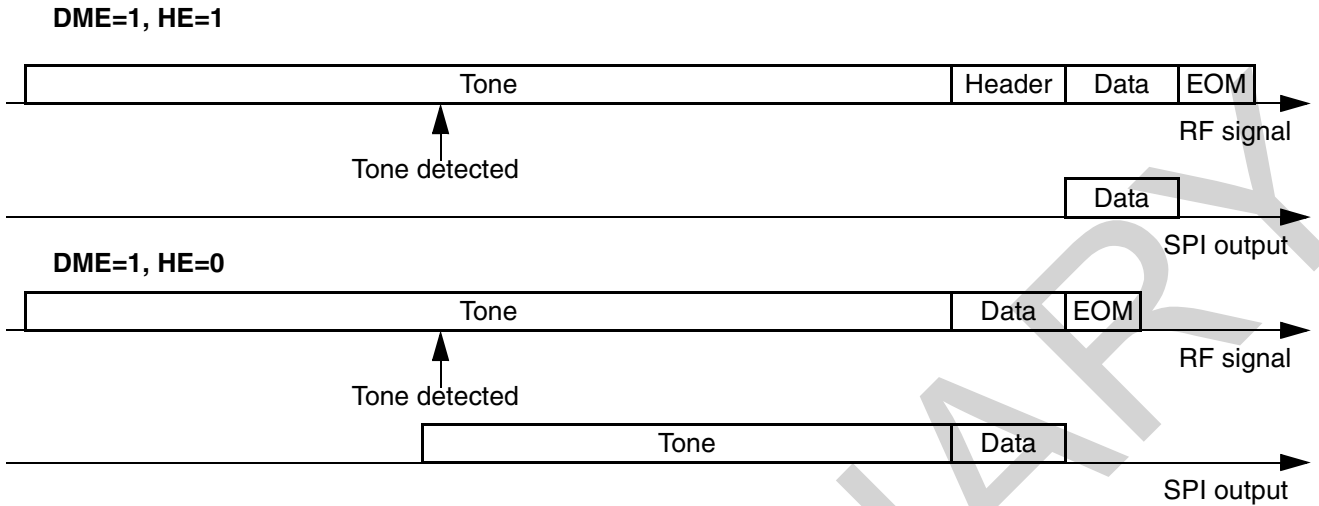 DME=1, HE=1
Tone Header Data EOM
RF signal
Tone detected
Data
SPI output
DME=1, HE=0
Tone Data EOM
RF signal
Tone detected
Tone Data
SPI output